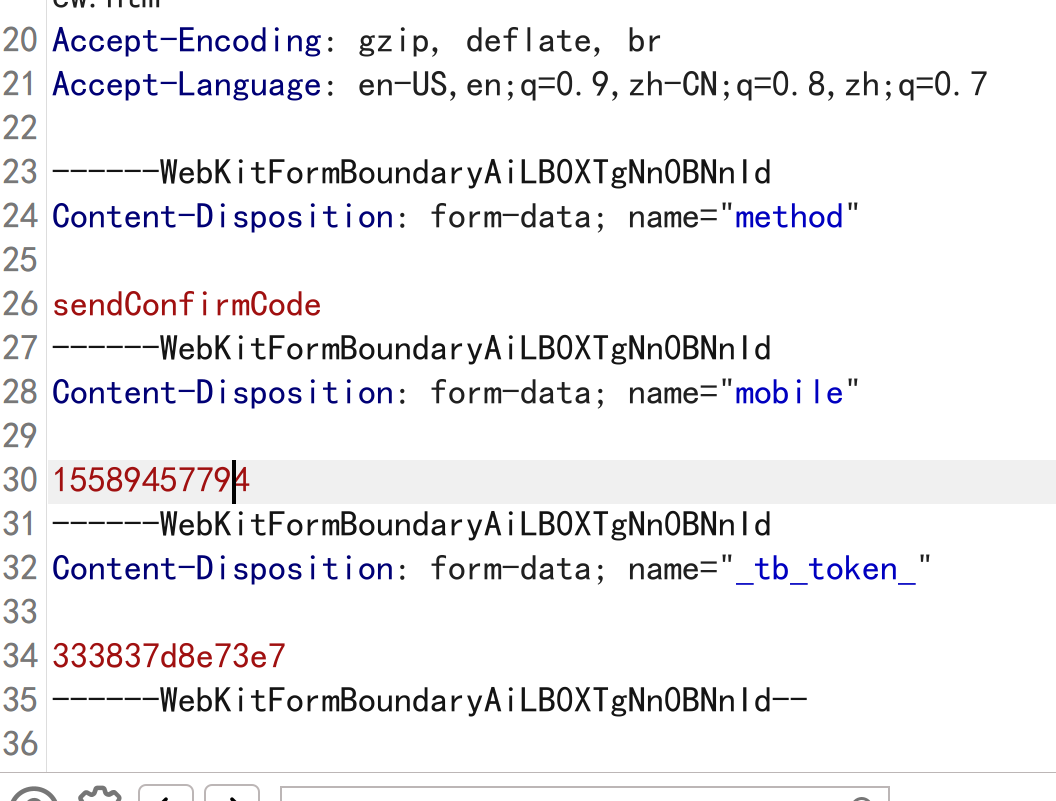 20 Accept-Encoding: gzip, deflate, br
21 Accept-Language: en-US,en;q=0.9,zh-CN;q=0.8,zh;q=0.7
22
23 ------WebKitFormBoundaryAiLBOXTgNnOBNnId
24 Content-Disposition: form-data; name="method"
25
26 sendConfirmCode
27 ------WebKitFormBoundaryAiLBOXTgNnOBNnId
28 Content-Disposition: form-data; name="mobile"
29
30 15589457794
31 ------WebKitFormBoundaryAiLBOXTgNnOBNnId
32 Content-Disposition: form-data; name="_tb_token_"
33
34 333837d8e73e7
35 ------WebKitFormBoundaryAiLBOXTgNnOBNnId--
36